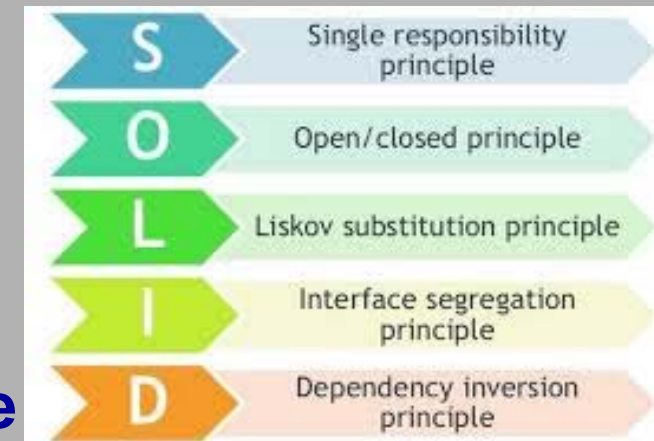 S
Single responsibility
principle
O
Open/closed principle
L
Liskov substitution principle
I
Interface segregation
principle
D
Dependency inversion
principle
e